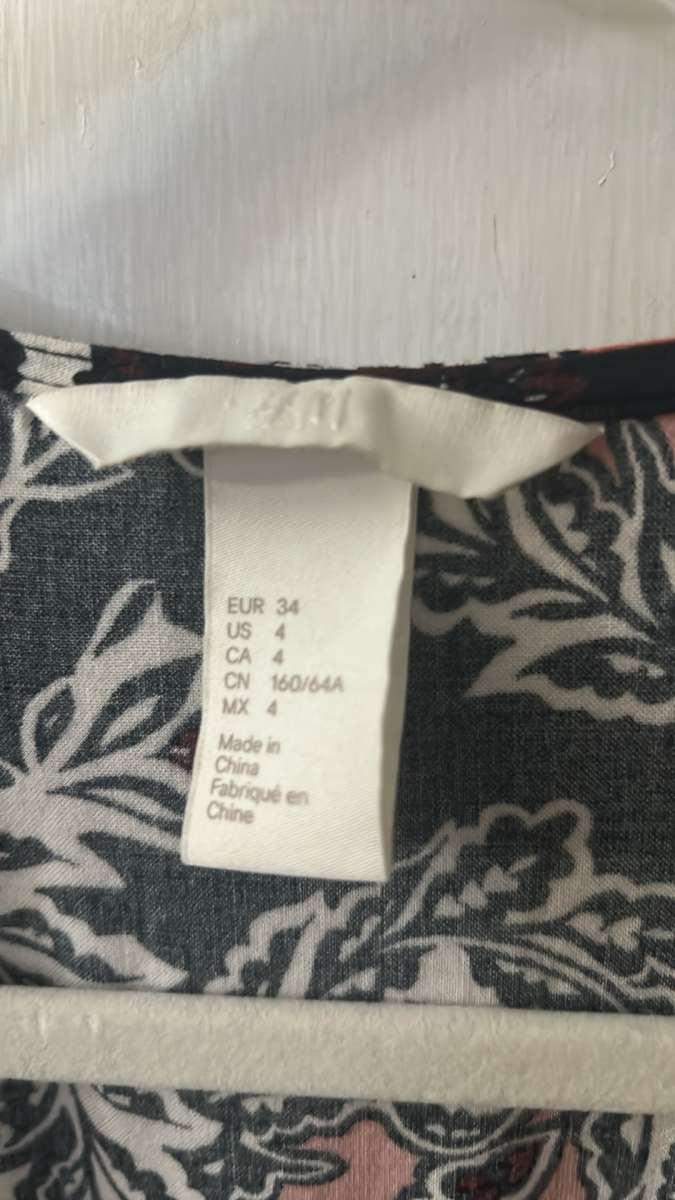 EUR 34
US 4
CA 4
CN 160/64A
MX 4
Made in
China
Fabriqué en
Chine